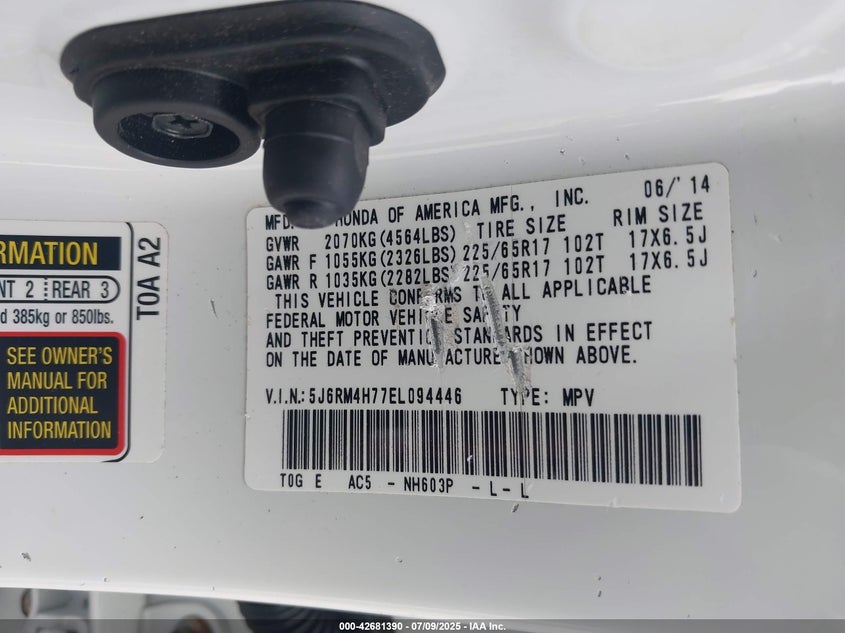 ORMATION
NT 2 REAR 3
d 385kg or 850lbs.
SEE OWNER'S
MANUAL FOR
ADDITIONAL
INFORMATION
TOA A2
MFD. HONDA OF AMERICA MFG., INC. 06/'14
GVWR 2070KG(4564LBS) TIRE SIZE RIM SIZE
GAWR F 1055KG(2326LBS) 225/65R17 102T 17X6.5J
GAWR R 1035KG(2282LBS) 225/65R17 102T 17X6.5J
THIS VEHICLE CONFORMS TO ALL APPLICABLE
FEDERAL MOTOR VEHICLE SAFETY
AND THEFT PREVENTION STANDARDS IN EFFECT
ON THE DATE OF MANUFACTURE SHOWN ABOVE.
V.I.N.: 5J6RM4H77EL094446 TYPE: MPV
TOG E AC5 - NH603P - L - L
000-42681390 - 07/09/2025 - IAA Inc.